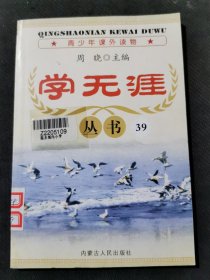 QINGSHAONIAN KEWAI DUWU
★ 青少年课外读物 ★
周晓○主编
学无涯
丛书 39
72205109
内蒙古人民出版社